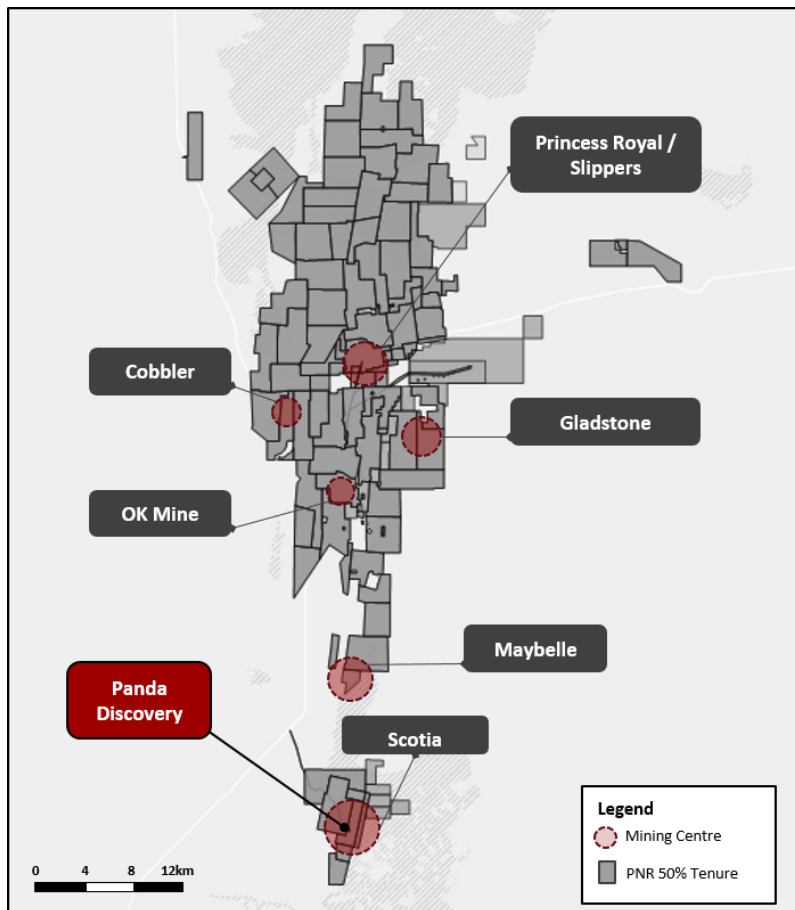 Princess Royal /
Slippers
Cobbler
Gladstone
OK Mine
Maybelle
Panda
Discovery
Scotia
Legend
Mining Centre
PNR 50% Tenure
0 4 8 12km